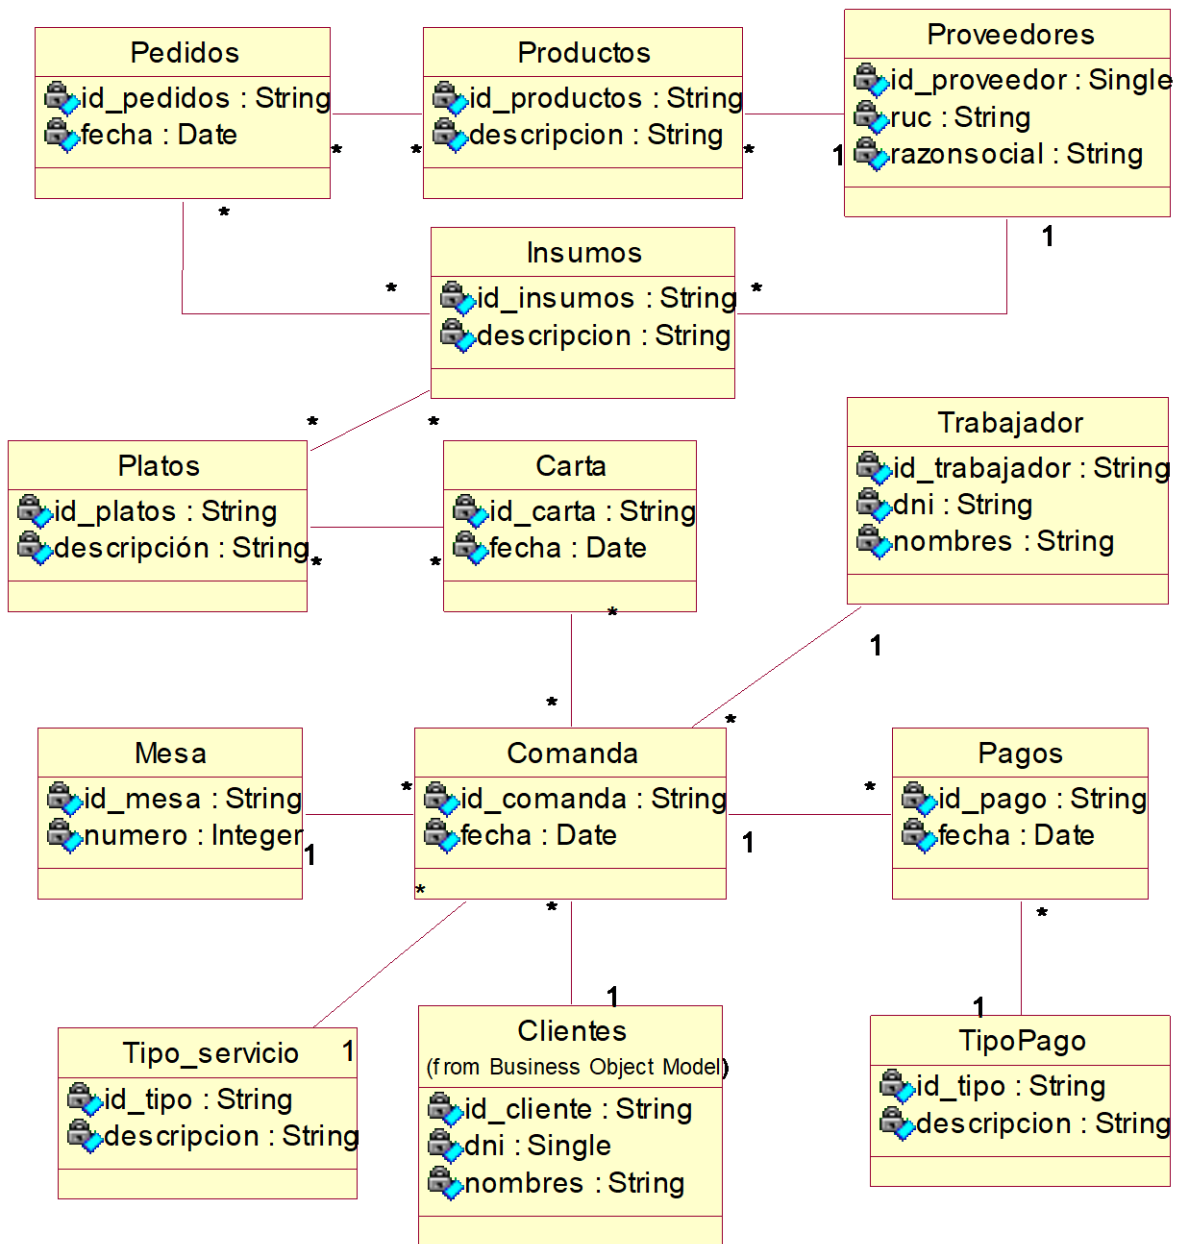 Pedidos
id_pedidos : String
fecha : Date
*
*
Productos
id_productos : String
descripcion : String
*
*
Proveedores
id_proveedor : Single
ruc : String
razonsocial : String
1
1
Insumos
id_insumos : String
descripcion : String
*
*
*
Platos
id_platos : String
descripción : String
*
*
Carta
id_carta : String
fecha : Date
*
*
Trabajador
id_trabajador : String
dni : String
nombres : String
1
Mesa
id_mesa : String
numero : Integer
1
Comanda
id_comanda : String
fecha : Date
*
*
*
*
*
1
Pagos
id_pago : String
fecha : Date
*
*
Tipo_servicio
1
id_tipo : String
descripcion : String
1
Clientes
(from Business Object Model)
id_cliente : String
dni : Single
nombres : String
1
TipoPago
id_tipo : String
descripcion : String